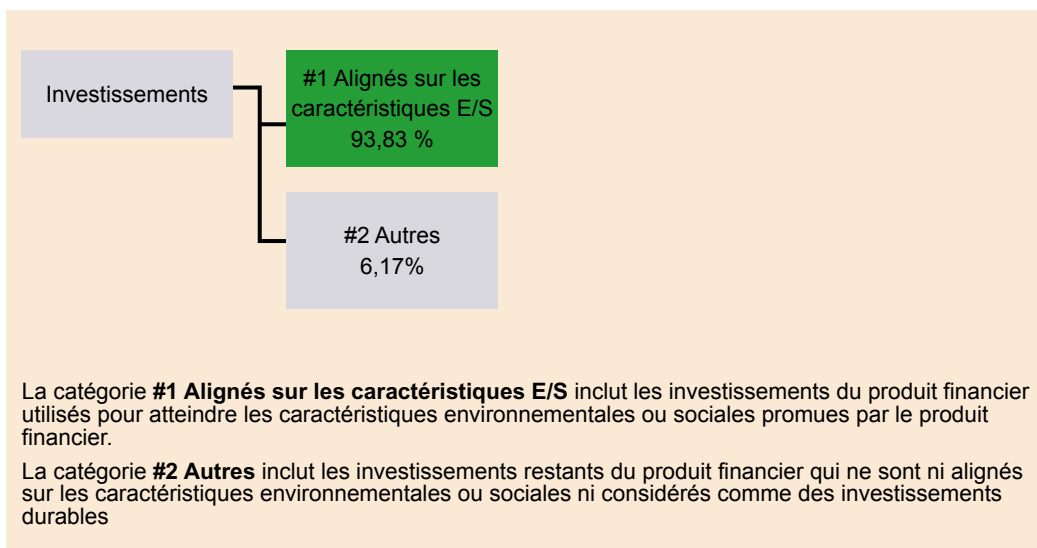 Investissements
#1 Alignés sur les
caractéristiques E/S
93,83 %
#2 Autres
6,17%
La catégorie #1 Alignés sur les caractéristiques E/S inclut les investissements du produit financier
utilisés pour atteindre les caractéristiques environnementales ou sociales promues par le produit
financier.
La catégorie #2 Autres inclut les investissements restants du produit financier qui ne sont ni alignés
sur les caractéristiques environnementales ou sociales ni considérés comme des investissements
durables